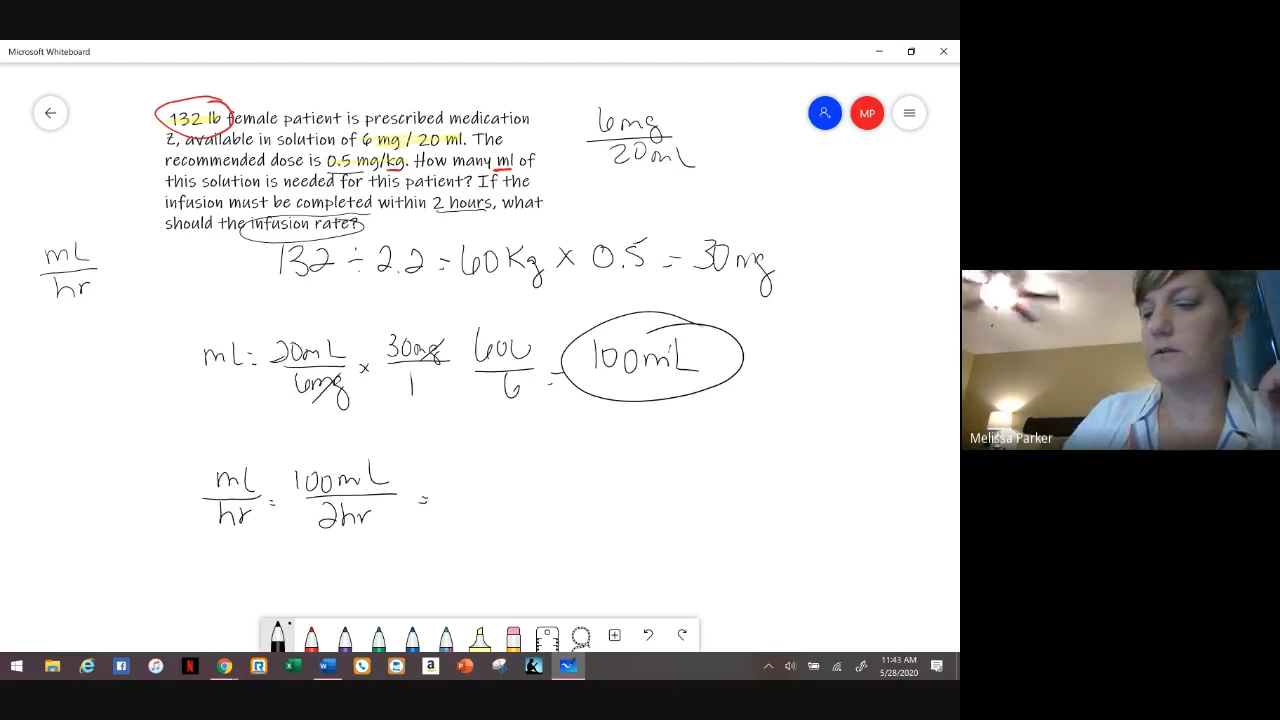 Microsoft Whiteboard
MP
132 lb female patient is prescribed medication
Z, available in solution of 6 mg / 20 ml. The
recommended dose is 0.5 mg/kg. How many ml of
this solution is needed for this patient? If the
infusion must be completed within 2 hours, what
should the infusion rate?
6mg
20mL
mL
hr
132 ÷ 2.2 = 60Kg x 0.5 = 30mg
mL = 20mL/6mg x 30mg/1 600/6 = 100mL
mL/hr = 100mL/2hr =
Melissa Parker
11:43 AM
5/28/2020